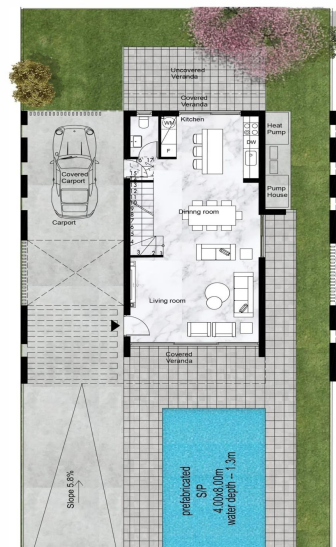 Uncovered
Veranda
Covered
Veranda
Kitchen
WM
F
DW
Heat
Pump
Pump
House
Covered
Carport
Carport
Dinnng room
Living room
Covered
Veranda
Slope 5.8%
prefabricated
S/P
4.00x8.00m
water depth – 1.3m